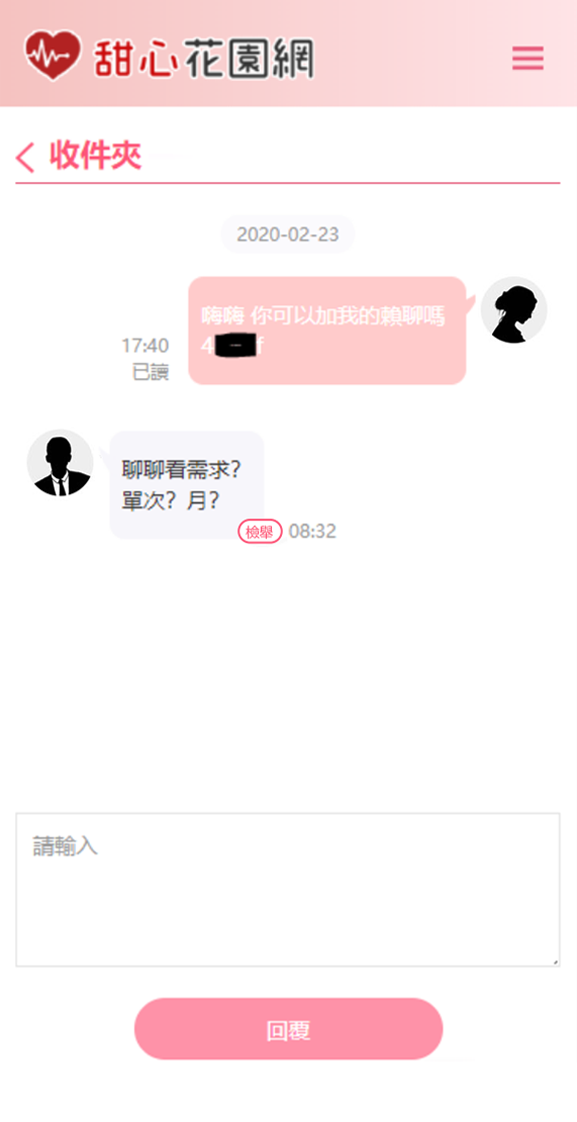 甜心花園網
收件夾
2020-02-23
嗨嗨 你可以加我的賴聊嗎
4 f
17:40
已讀
聊聊看需求?
單次? 月?
檢舉 08:32
請輸入
回覆